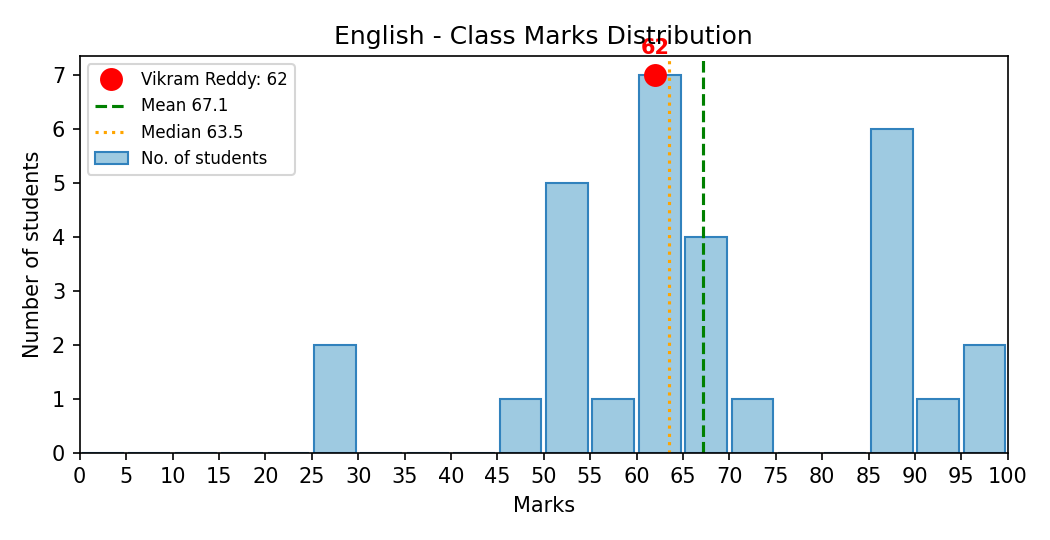 English - Class Marks Distribution
62
Vikram Reddy: 62
Mean 67.1
Median 63.5
No. of students
Number of students
7
6
5
4
3
2
1
0
0 5 10 15 20 25 30 35 40 45 50 55 60 65 70 75 80 85 90 95 100
Marks